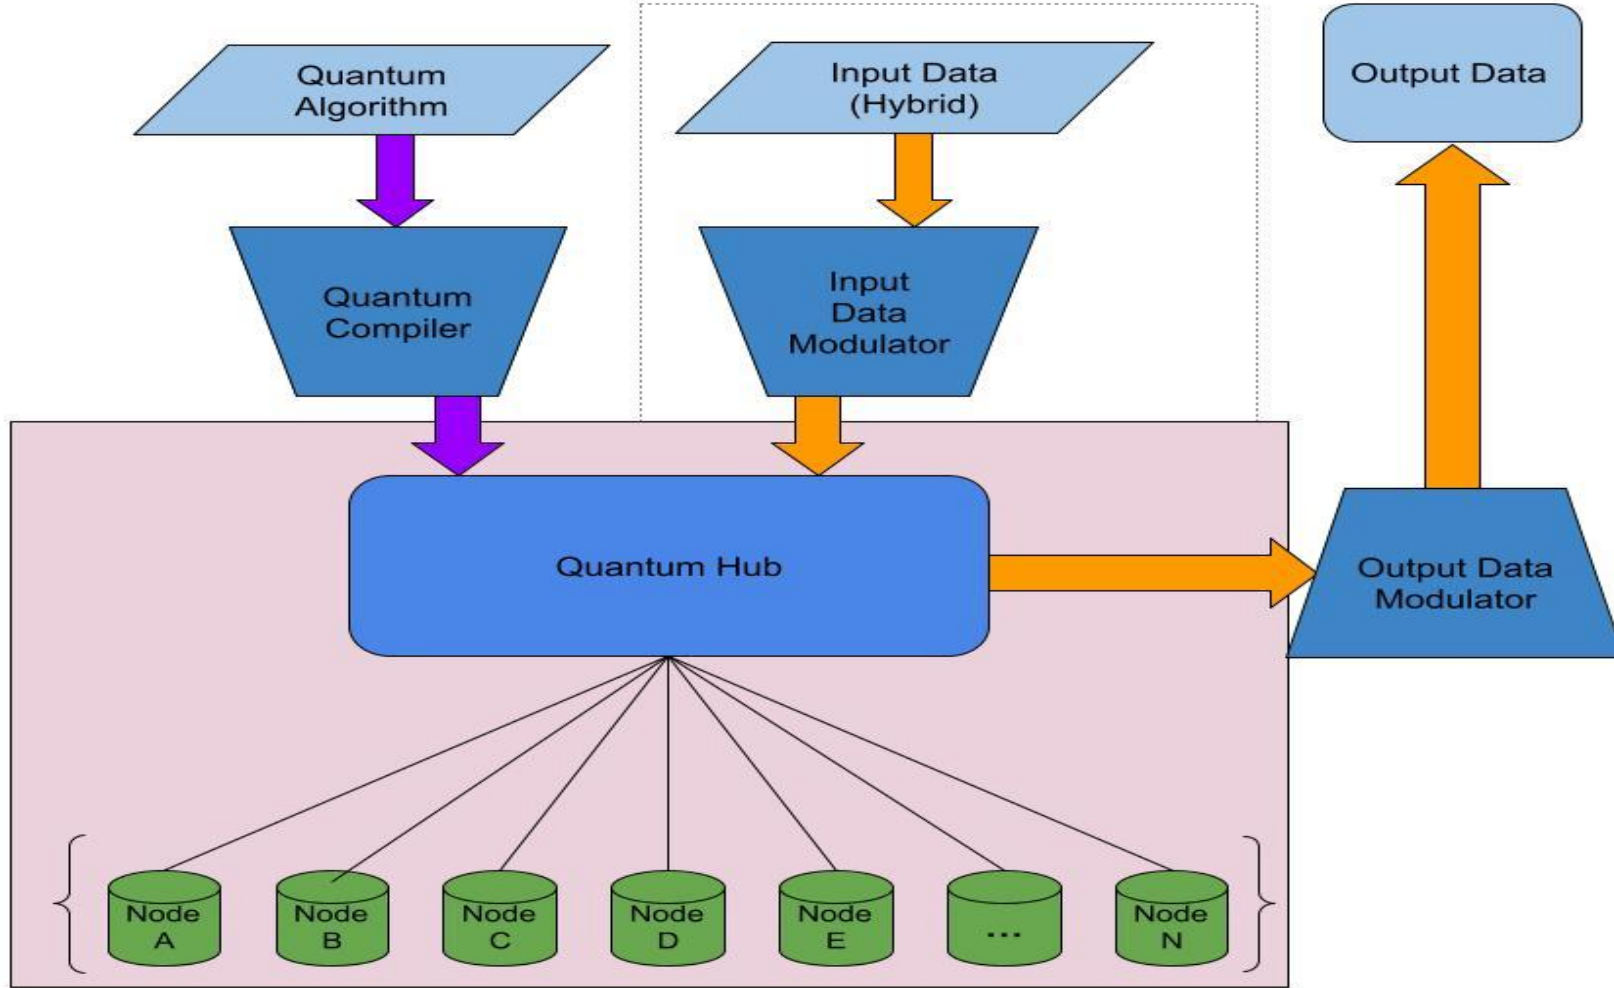 Quantum
Algorithm
Input Data
(Hybrid)
Output Data
Quantum
Compiler
Input
Data
Modulator
Quantum Hub
Output Data
Modulator
Node
A
Node
B
Node
C
Node
D
Node
E
...
Node
N